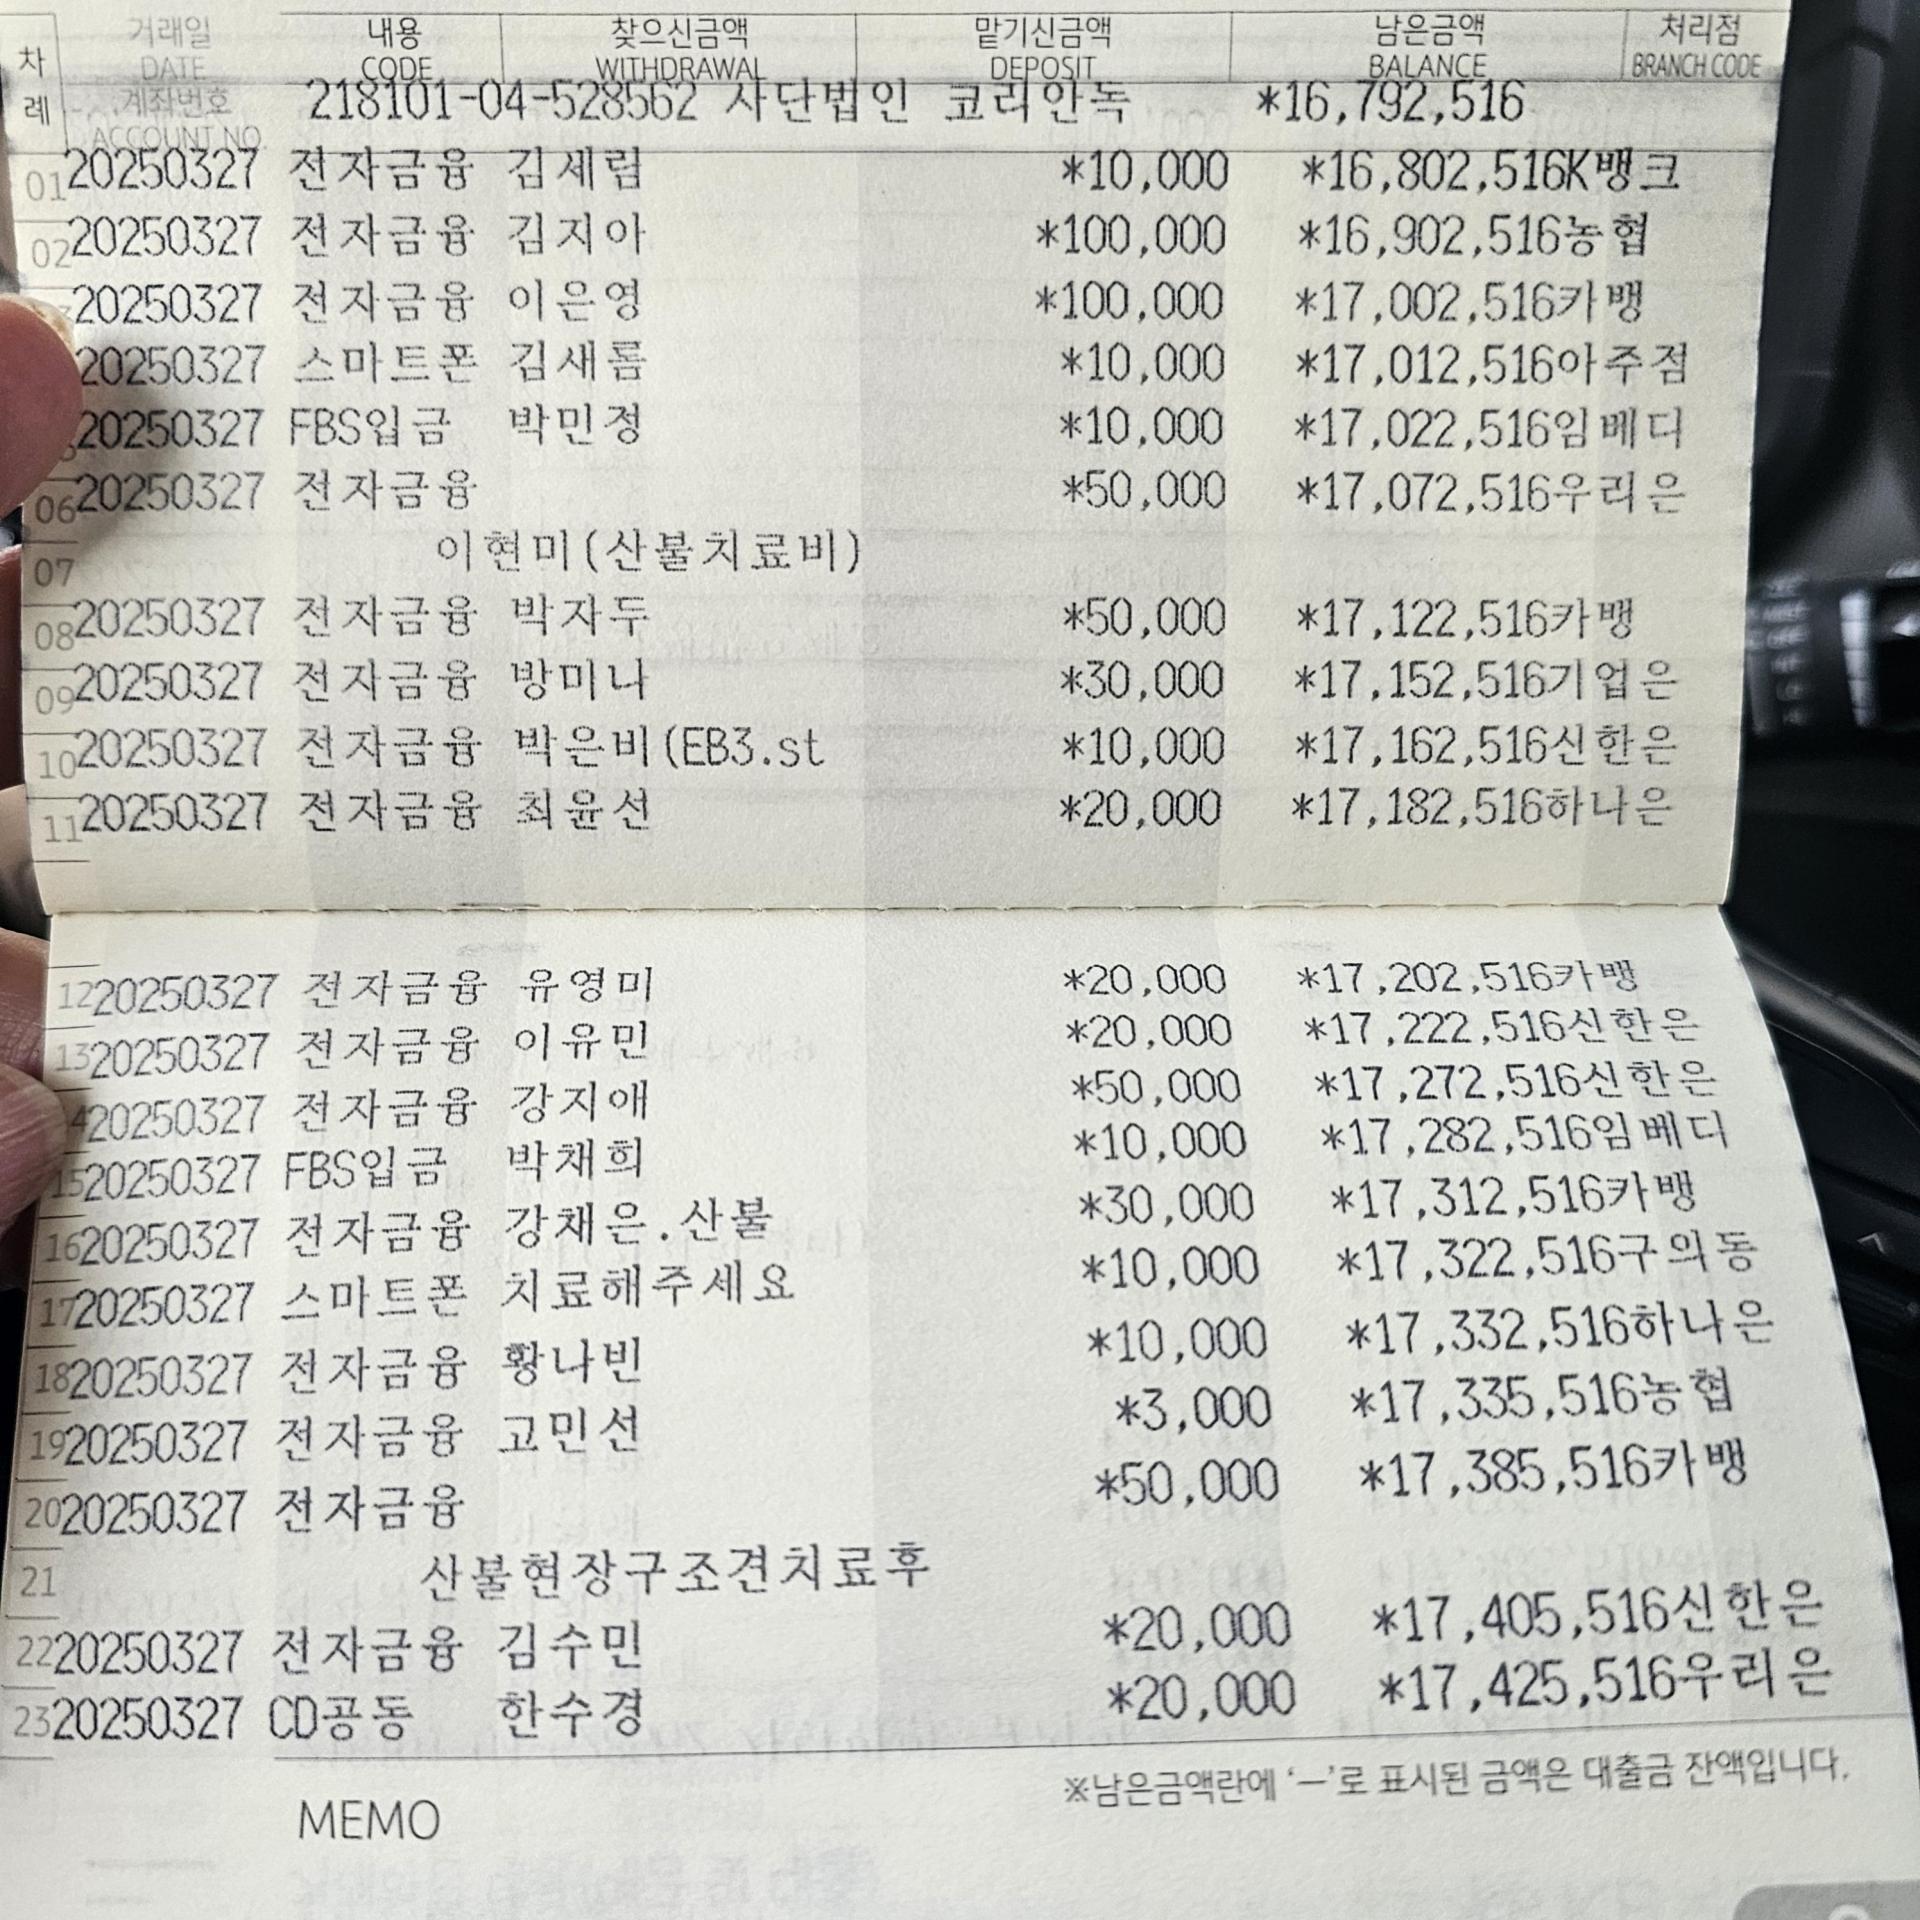 차례 거래일 내용 찾으신금액 맡기신금액 남은금액 처리점
DATE CODE WITHDRAWAL DEPOSIT BALANCE BRANCH CODE
계좌번호 218101-04-528562 사단법인 코리안독 *16,792,516
ACCOUNT NO.
01 20250327 전자금융 김세림 *10,000 *16,802,516K뱅크
02 20250327 전자금융 김지아 *100,000 *16,902,516농협
20250327 전자금융 이은영 *100,000 *17,002,516카뱅
20250327 스마트폰 김새롬 *10,000 *17,012,516아주점
20250327 FBS입금 박민정 *10,000 *17,022,516임베디
06 20250327 전자금융 *50,000 *17,072,516우리은
07 이현미(산불치료비)
08 20250327 전자금융 박자두 *50,000 *17,122,516카뱅
09 20250327 전자금융 방미나 *30,000 *17,152,516기업은
10 20250327 전자금융 박은비(EB3.st *10,000 *17,162,516신한은
11 20250327 전자금융 최윤선 *20,000 *17,182,516하나은
12 20250327 전자금융 유영미 *20,000 *17,202,516카뱅
13 20250327 전자금융 이유민 *20,000 *17,222,516신한은
4 20250327 전자금융 강지애 *50,000 *17,272,516신한은
15 20250327 FBS입금 박채희 *10,000 *17,282,516임베디
16 20250327 전자금융 강채은.산불 *30,000 *17,312,516카뱅
17 20250327 스마트폰 치료해주세요 *10,000 *17,322,516구의동
18 20250327 전자금융 황나빈 *10,000 *17,332,516하나은
19 20250327 전자금융 고민선 *3,000 *17,335,516농협
20 20250327 전자금융 *50,000 *17,385,516카뱅
21 산불현장구조견치료후
22 20250327 전자금융 김수민 *20,000 *17,405,516신한은
23 20250327 CD공동 한수경 *20,000 *17,425,516우리은
※남은금액란에 ‘—’로 표시된 금액은 대출금 잔액입니다.
MEMO